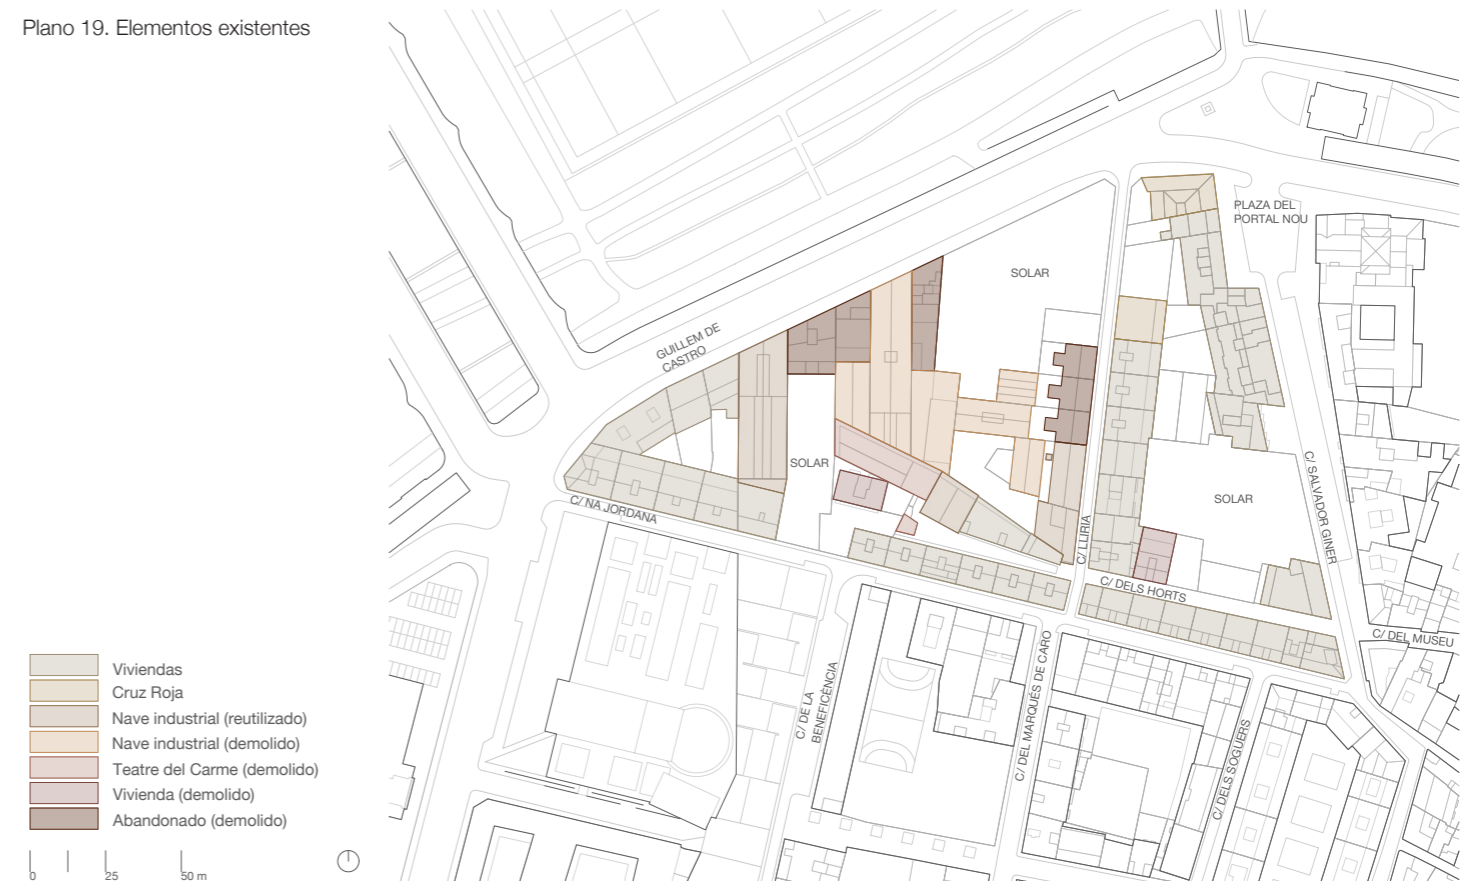 Plano 19. Elementos existentes
PLAZA DEL
PORTAL NOU
SOLAR
GUILLEM DE
CASTRO
SOLAR
SOLAR
C/ NA JORDANA
C/ LLIRIA
C/ SALVADOR GINER
C/ DELS HORTS
C/ DEL MUSEU
C/ DE LA
BENEFICÈNCIA
C/ DEL MARQUÉS DE CARO
C/ DELS SOGUERS
Viviendas
Cruz Roja
Nave industrial (reutilizado)
Nave industrial (demolido)
Teatre del Carme (demolido)
Vivienda (demolido)
Abandonado (demolido)
0 25 50 m